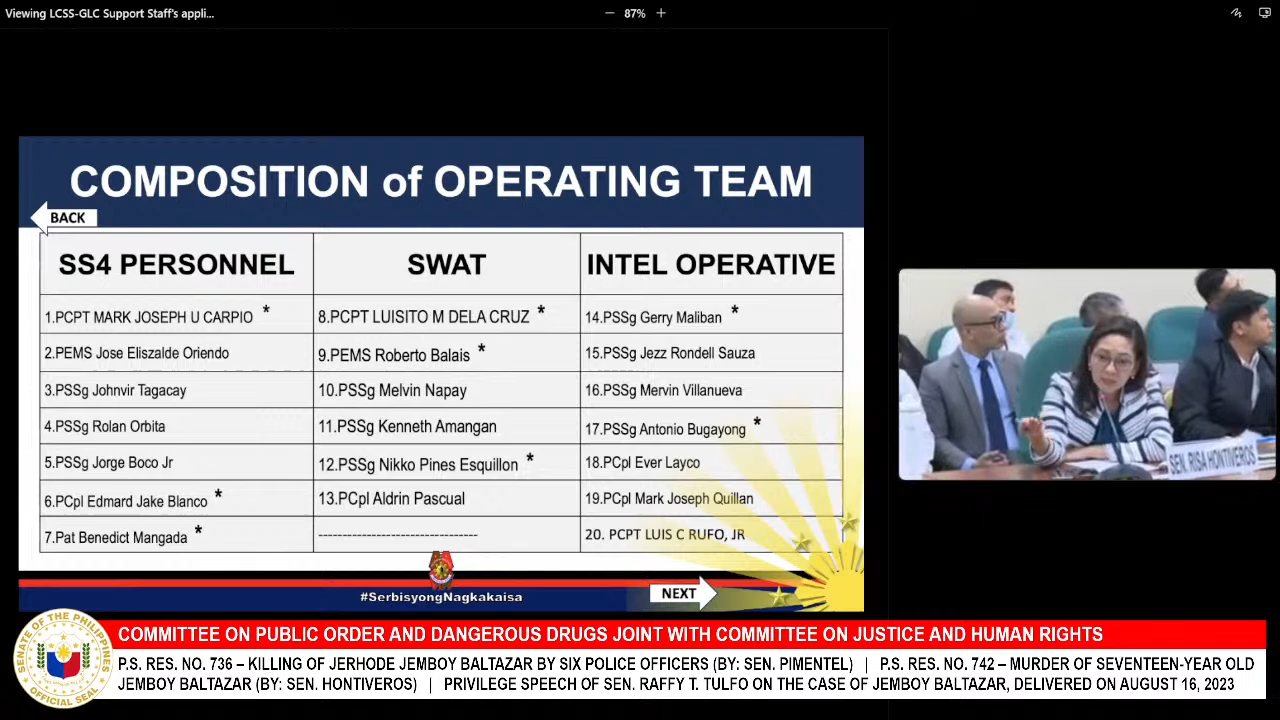 Viewing LCSS-GLC Support Staff's appli...
— 87% +
COMPOSITION of OPERATING TEAM
BACK
SS4 PERSONNEL
SWAT
INTEL OPERATIVE
1.PCPT MARK JOSEPH U CARPIO *
8.PCPT LUISITO M DELA CRUZ *
14.PSSg Gerry Maliban *
2.PEMS Jose Eliszalde Oriendo
9.PEMS Roberto Balais *
15.PSSg Jezz Rondell Sauza
3.PSSg Johnvir Tagacay
10.PSSg Melvin Napay
16.PSSg Mervin Villanueva
4.PSSg Rolan Orbita
11.PSSg Kenneth Amangan
17.PSSg Antonio Bugayong *
5.PSSg Jorge Boco Jr
12.PSSg Nikko Pines Esquillon *
18.PCpl Ever Layco
6.PCpl Edmard Jake Blanco *
13.PCpl Aldrin Pascual
19.PCpl Mark Joseph Quillan
7.Pat Benedict Mangada *
---------------------------------
20. PCPT LUIS C RUFO, JR
#SerbisyongNagkakaisa
NEXT
SEN. RISA HONTIVEROS
SENATE OF THE PHILIPPINES
OFFICIAL SEAL
COMMITTEE ON PUBLIC ORDER AND DANGEROUS DRUGS JOINT WITH COMMITTEE ON JUSTICE AND HUMAN RIGHTS
P.S. RES. NO. 736 – KILLING OF JERHODE JEMBOY BALTAZAR BY SIX POLICE OFFICERS (BY: SEN. PIMENTEL) | P.S. RES. NO. 742 – MURDER OF SEVENTEEN-YEAR OLD
JEMBOY BALTAZAR (BY: SEN. HONTIVEROS) | PRIVILEGE SPEECH OF SEN. RAFFY T. TULFO ON THE CASE OF JEMBOY BALTAZAR, DELIVERED ON AUGUST 16, 2023